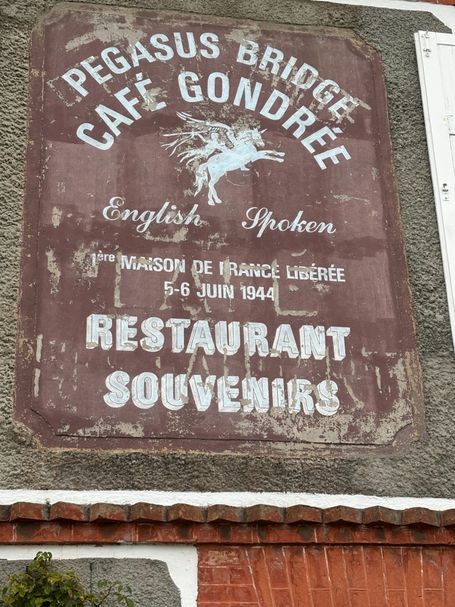 PEGASUS BRIDGE
CAFÉ GONDRÉE
English Spoken
1ère MAISON DE FRANCE LIBÉRÉE
5-6 JUIN 1944
RESTAURANT
SOUVENIRS